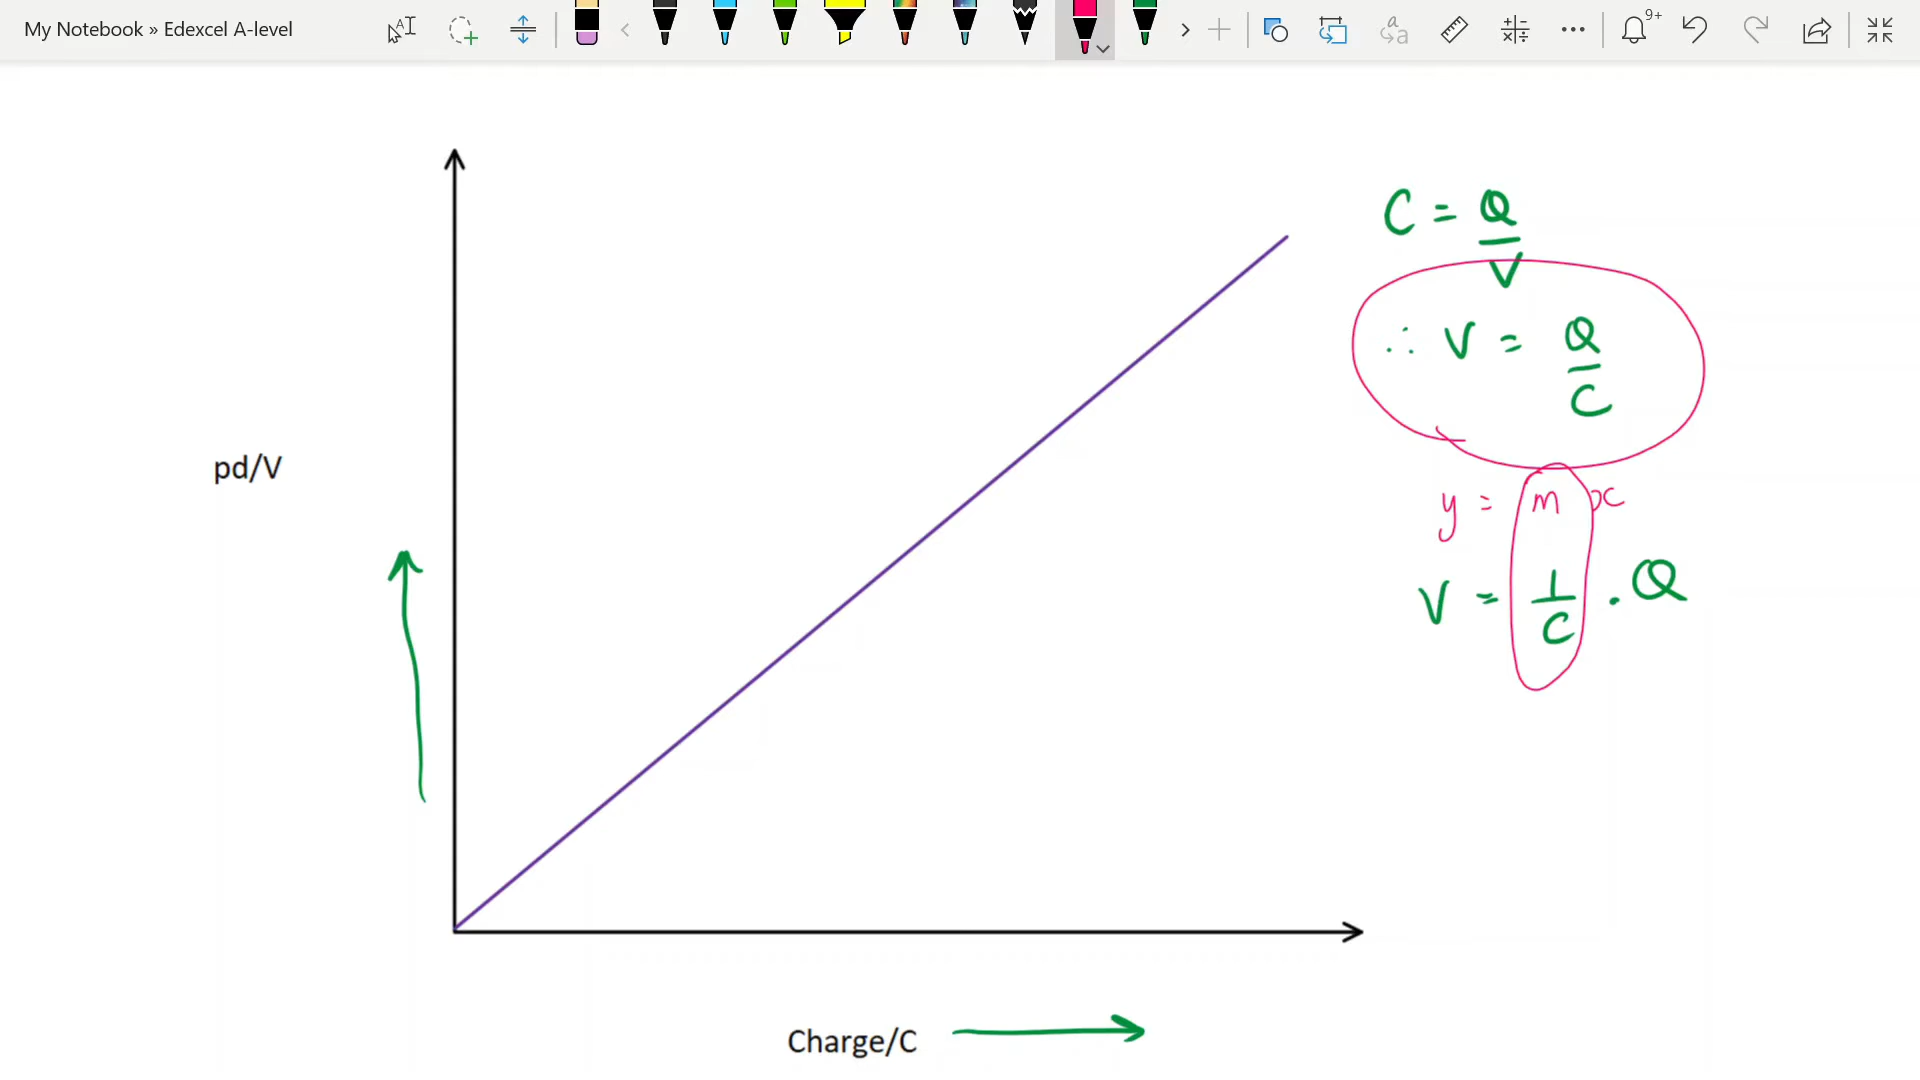 My Notebook » Edexcel A-level
9+
C = Q/V
∴ V = Q/C
pd/V
y = m x
V = 1/C . Q
Charge/C